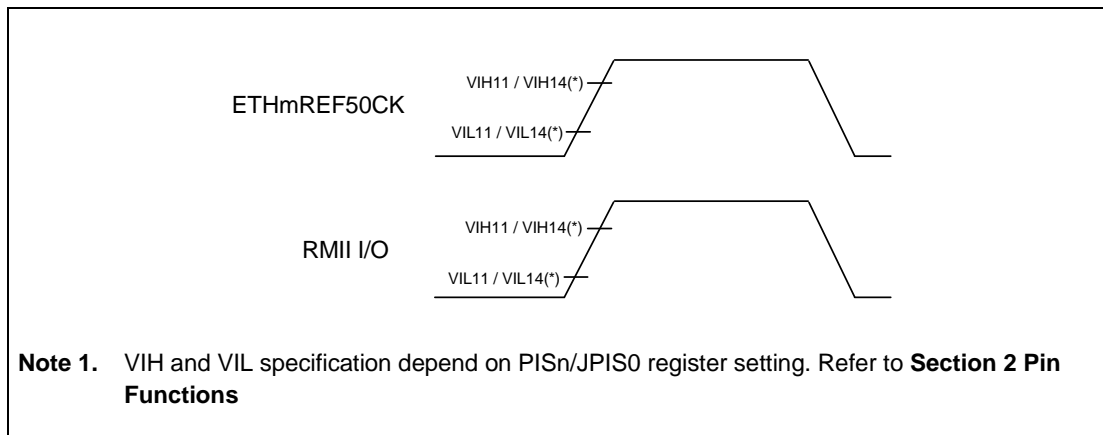 VIH11 / VIH14(*)
ETHmREF50CK
VIL11 / VIL14(*)
VIH11 / VIH14(*)
RMII I/O
VIL11 / VIL14(*)
Note 1. VIH and VIL specification depend on PISn/JPIS0 register setting. Refer to Section 2 Pin
Functions